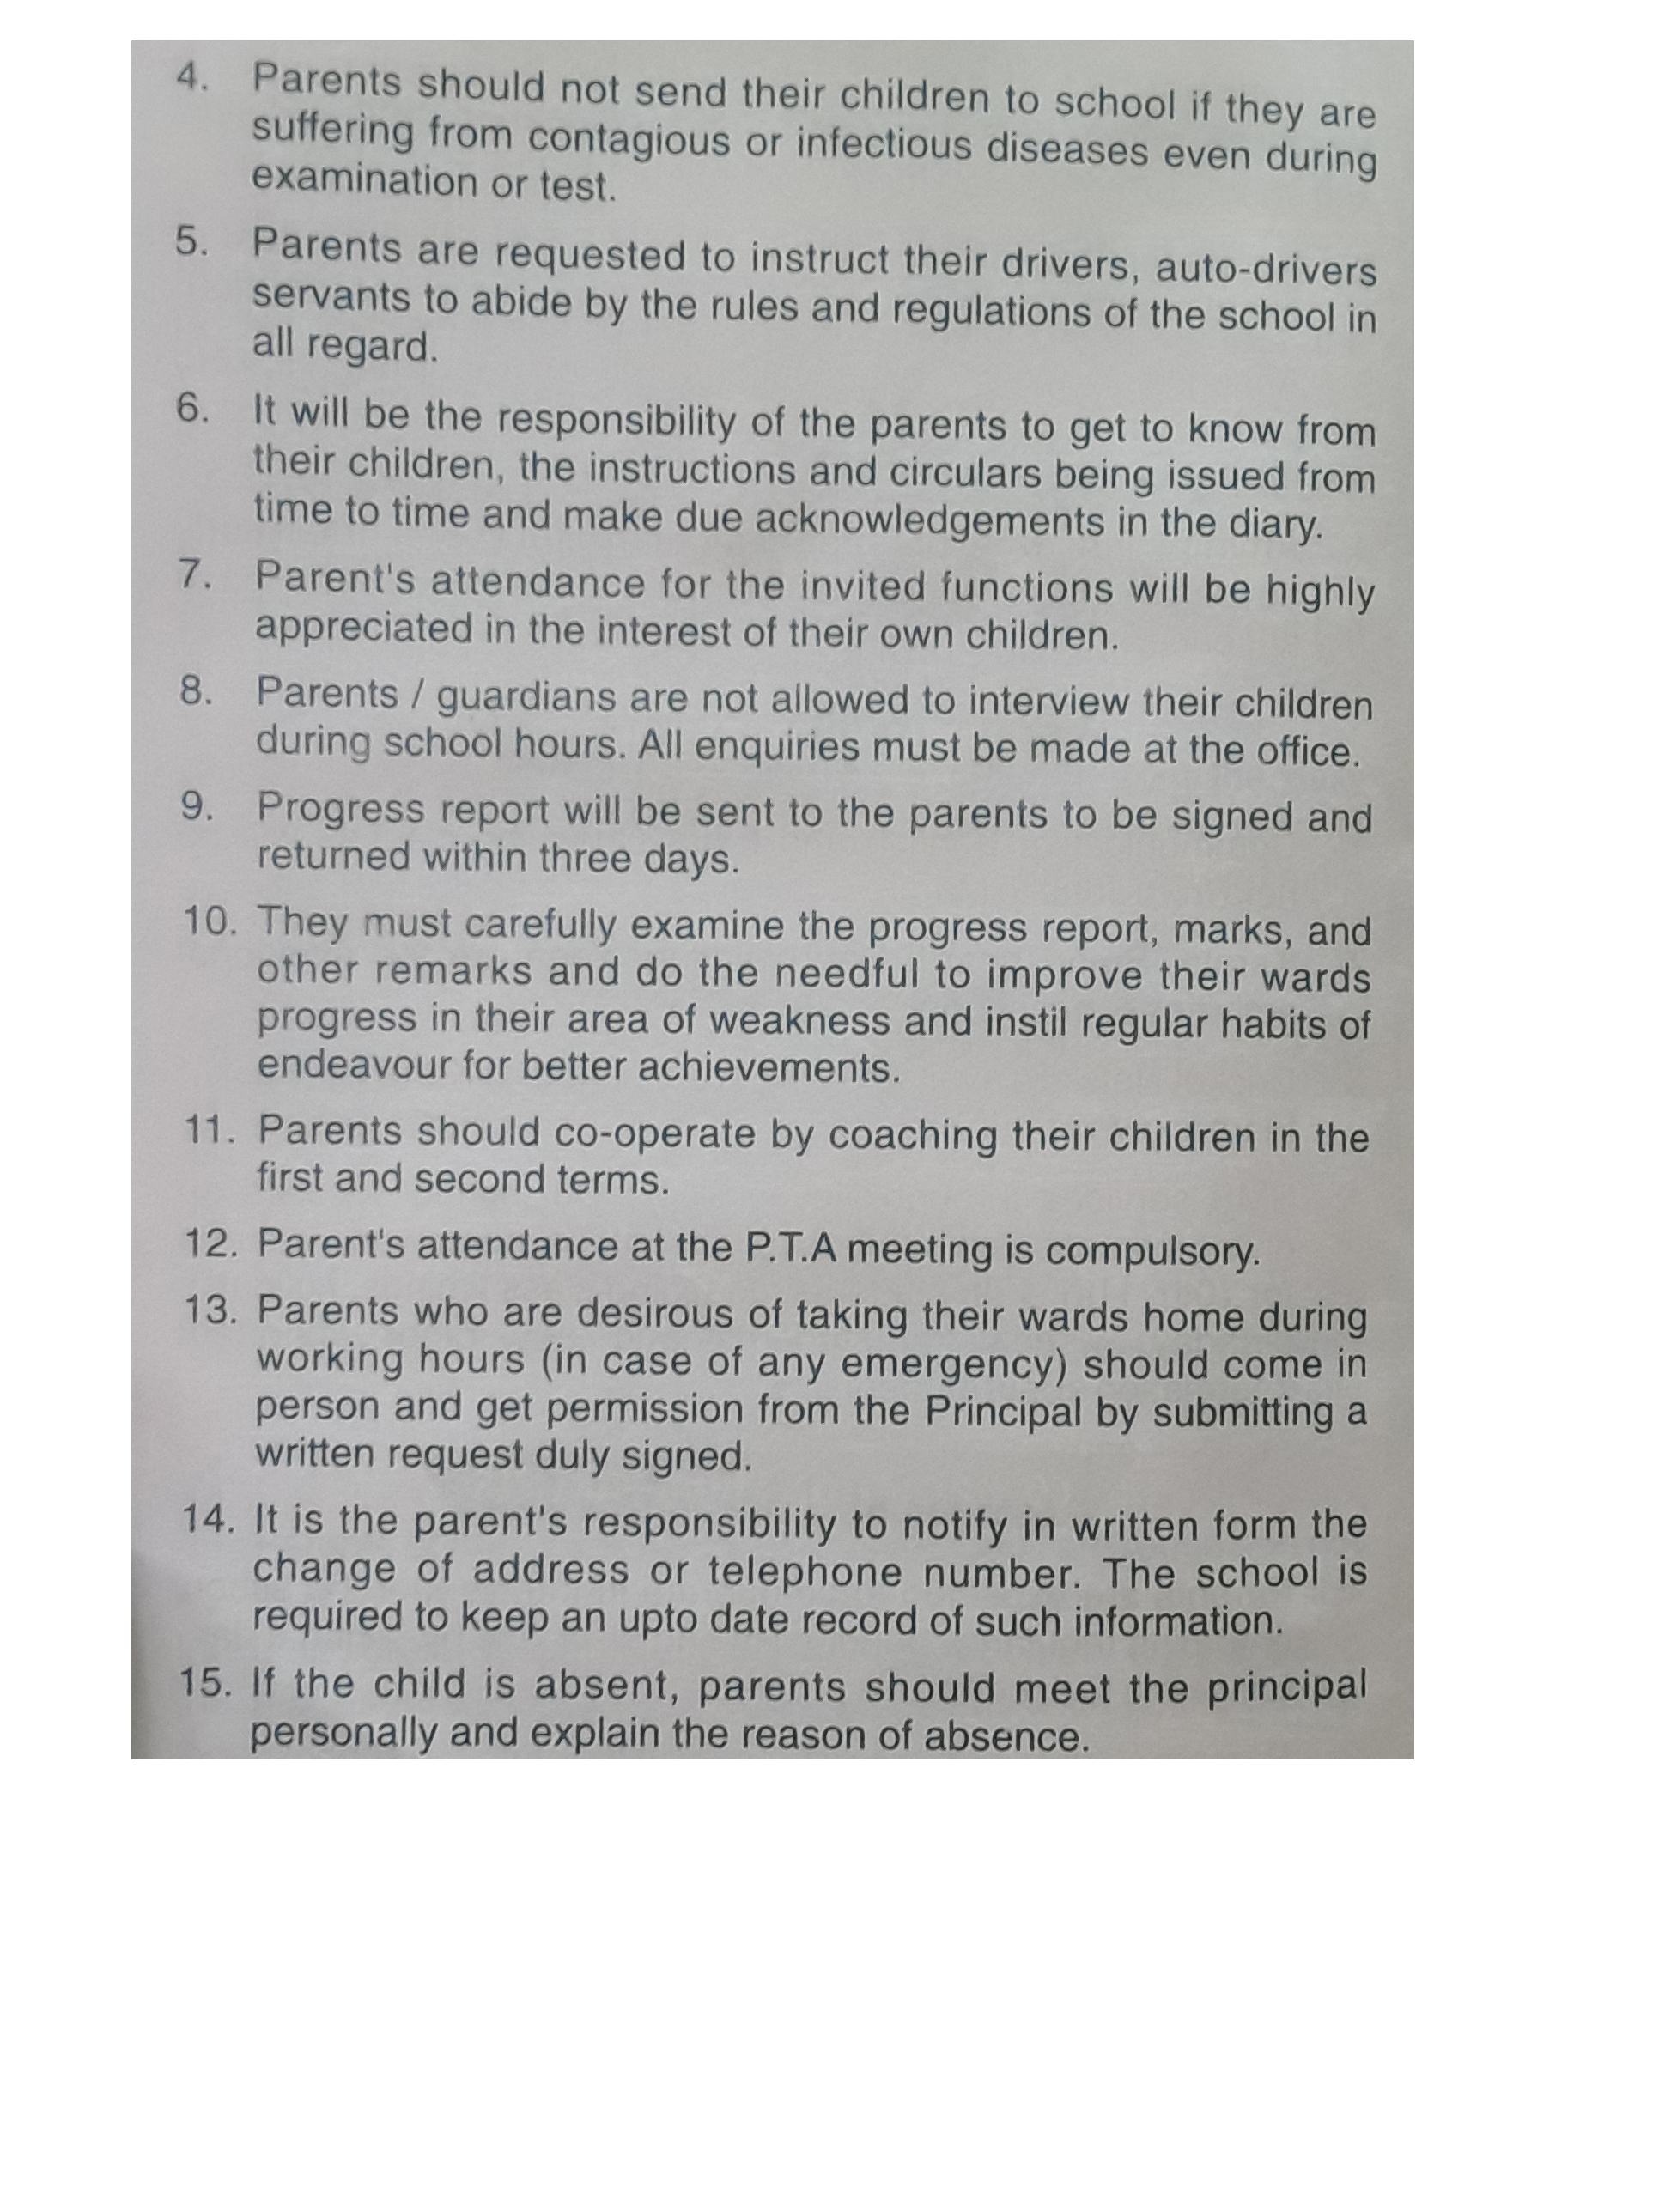 4. Parents should not send their children to school if they are
suffering from contagious or infectious diseases even during
examination or test.
5. Parents are requested to instruct their drivers, auto-drivers
servants to abide by the rules and regulations of the school in
all regard.
6. It will be the responsibility of the parents to get to know from
their children, the instructions and circulars being issued from
time to time and make due acknowledgements in the diary.
7. Parent's attendance for the invited functions will be highly
appreciated in the interest of their own children.
8. Parents / guardians are not allowed to interview their children
during school hours. All enquiries must be made at the office.
9. Progress report will be sent to the parents to be signed and
returned within three days.
10. They must carefully examine the progress report, marks, and
other remarks and do the needful to improve their wards
progress in their area of weakness and instil regular habits of
endeavour for better achievements.
11. Parents should co-operate by coaching their children in the
first and second terms.
12. Parent's attendance at the P.T.A meeting is compulsory.
13. Parents who are desirous of taking their wards home during
working hours (in case of any emergency) should come in
person and get permission from the Principal by submitting a
written request duly signed.
14. It is the parent's responsibility to notify in written form the
change of address or telephone number. The school is
required to keep an upto date record of such information.
15. If the child is absent, parents should meet the principal
personally and explain the reason of absence.